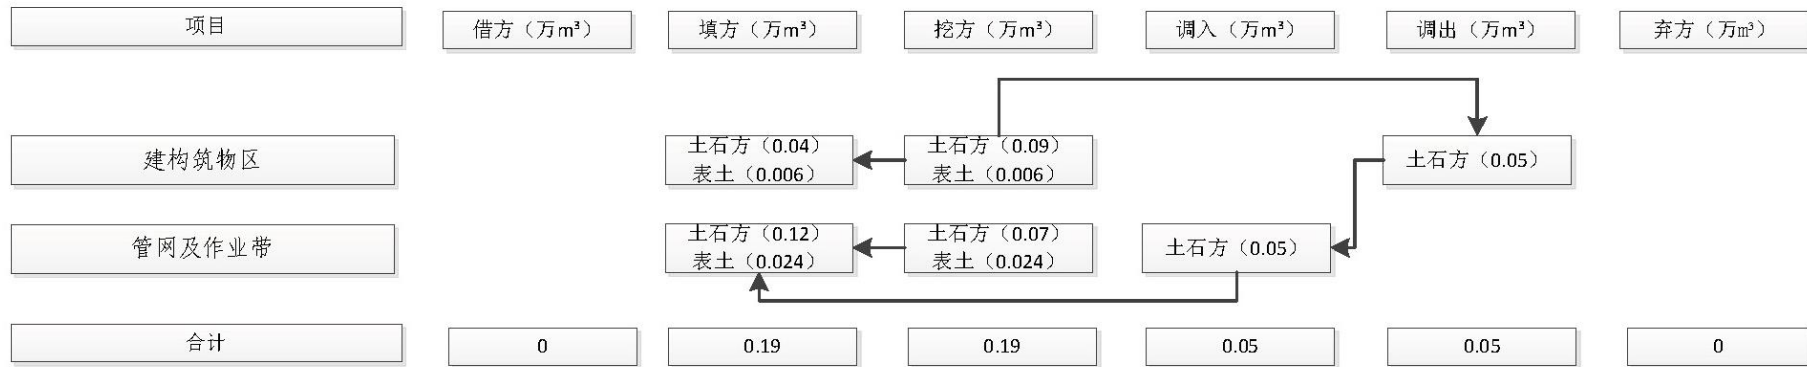 项目 借方（万m³） 填方（万m³） 挖方（万m³） 调入（万m³） 调出（万m³） 弃方（万m³）
建构筑物区
土石方（0.04）
表土（0.006）
土石方（0.09）
表土（0.006）
土石方（0.05）
管网及作业带
土石方（0.12）
表土（0.024）
土石方（0.07）
表土（0.024）
土石方（0.05）
合计 0 0.19 0.19 0.05 0.05 0